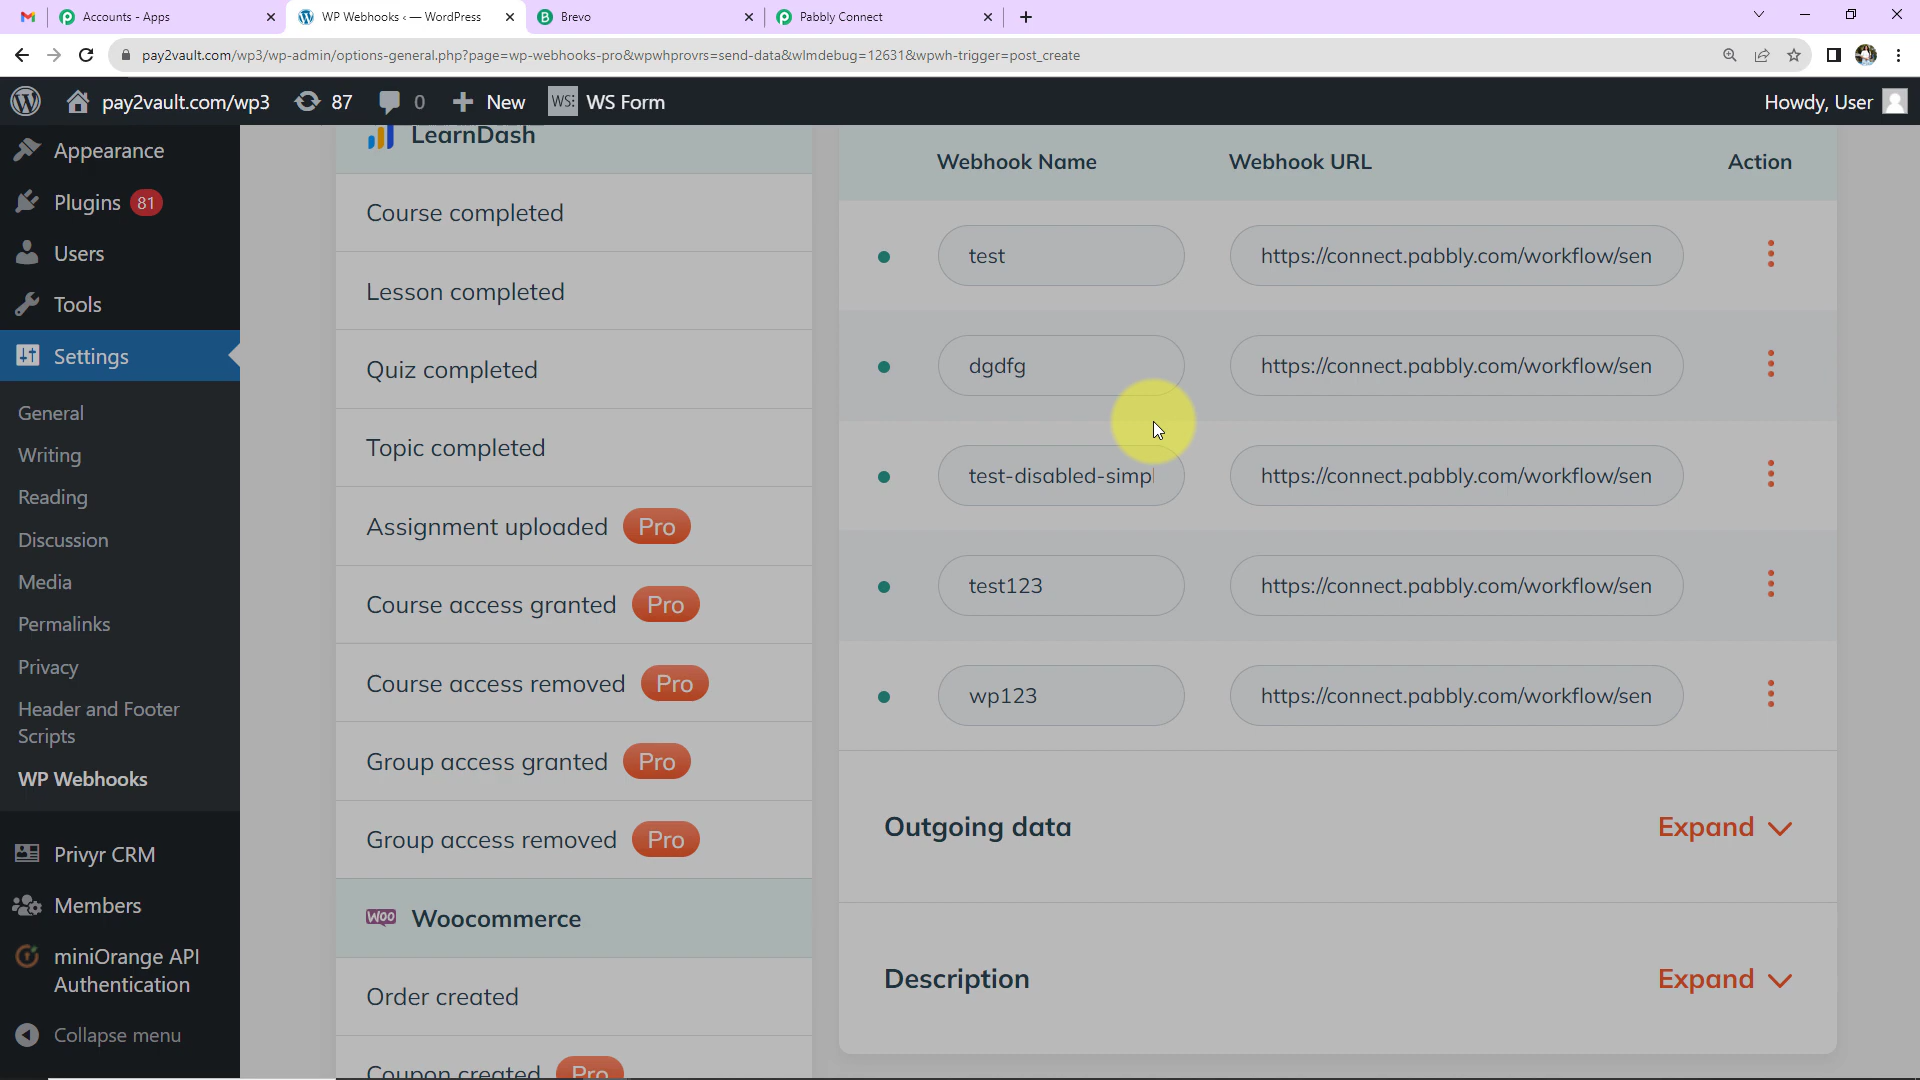 Accounts - Apps
WP Webhooks ‹ — WordPress
Brevo
Pabbly Connect
pay2vault.com/wp3/wp-admin/options-general.php?page=wp-webhooks-pro&wpwhprovrs=send-data&wlmdebug=12631&wpwh-trigger=post_create
pay2vault.com/wp3
87
0
New
WS:
WS Form
Howdy, User
Appearance
Plugins 81
Users
Tools
Settings
General
Writing
Reading
Discussion
Media
Permalinks
Privacy
Header and Footer
Scripts
WP Webhooks
Privyr CRM
Members
miniOrange API
Authentication
Collapse menu
LearnDash
Course completed
Lesson completed
Quiz completed
Topic completed
Assignment uploaded Pro
Course access granted Pro
Course access removed Pro
Group access granted Pro
Group access removed Pro
Woo Woocommerce
Order created
Coupon created Pro
Webhook Name Webhook URL Action
test https://connect.pabbly.com/workflow/sen
dgdfg https://connect.pabbly.com/workflow/sen
test-disabled-simpl https://connect.pabbly.com/workflow/sen
test123 https://connect.pabbly.com/workflow/sen
wp123 https://connect.pabbly.com/workflow/sen
Outgoing data Expand
Description Expand